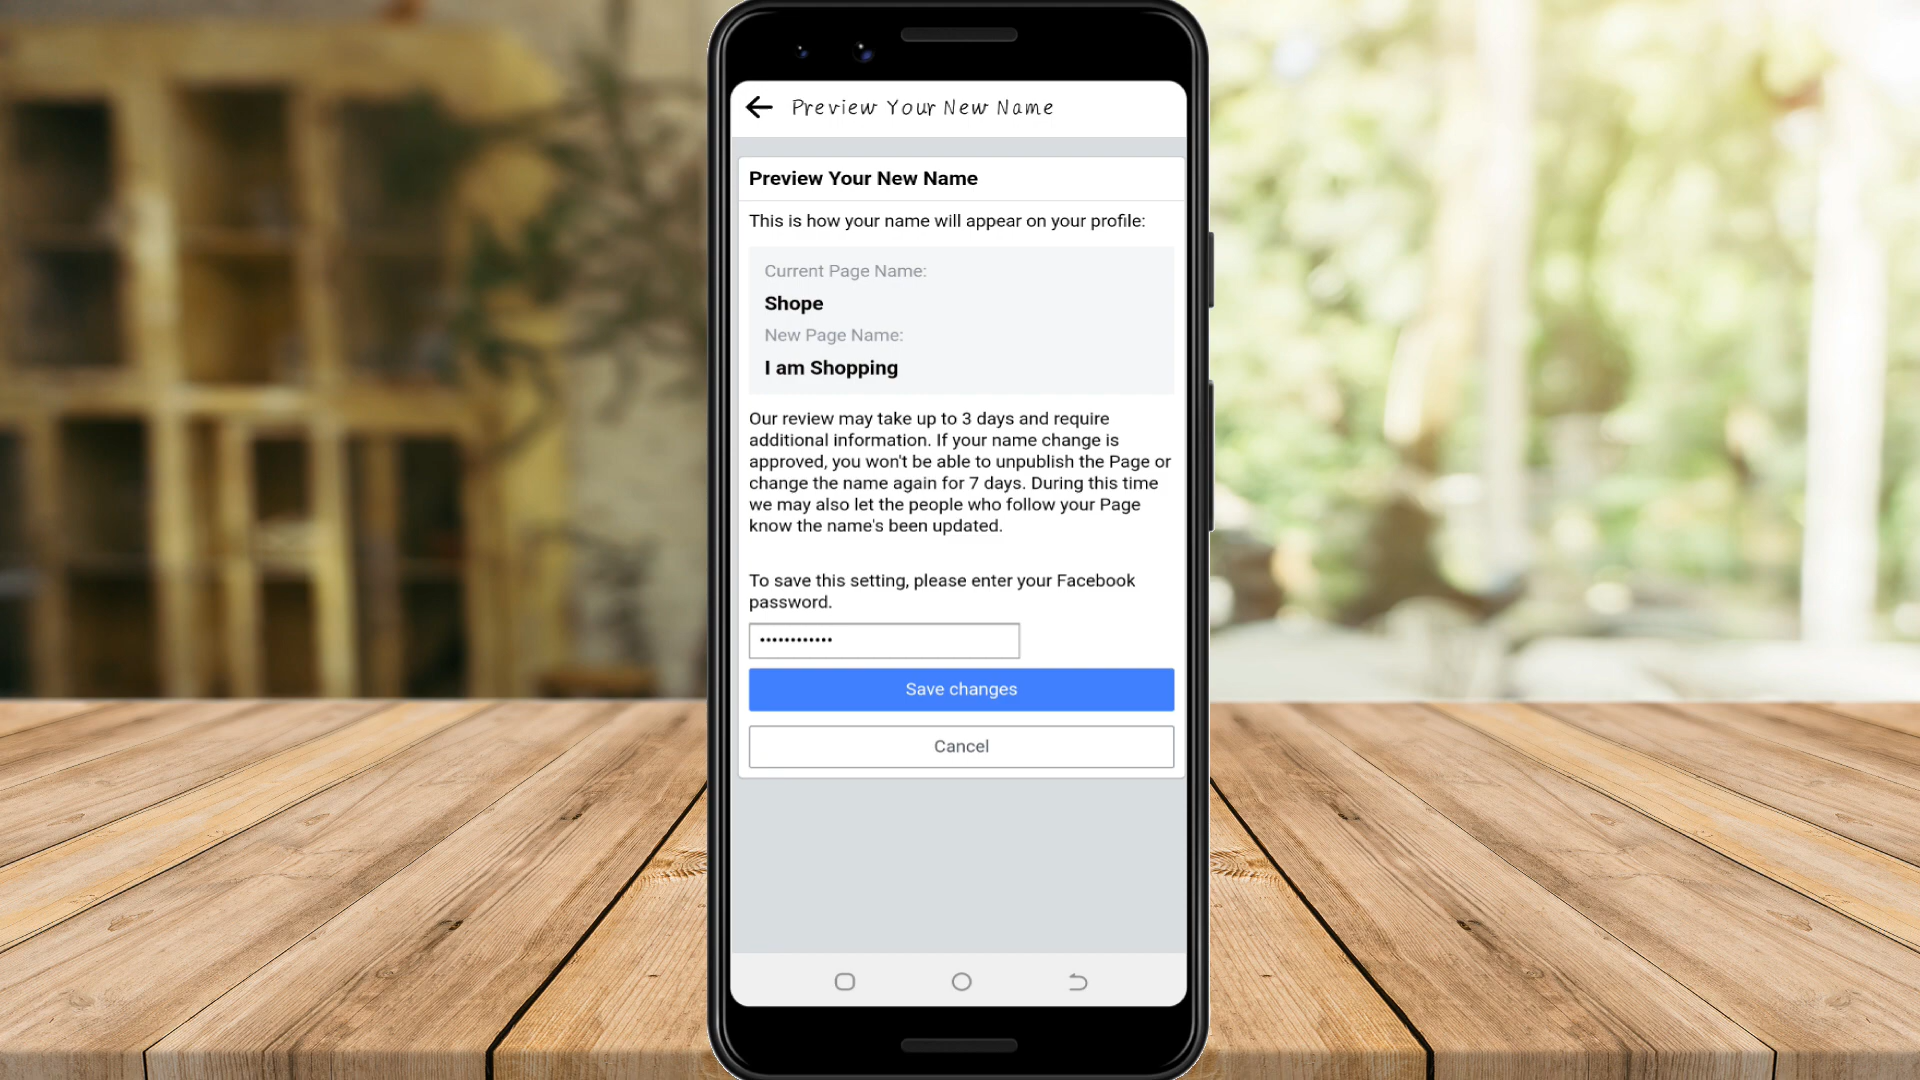 Preview Your New Name
Preview Your New Name
This is how your name will appear on your profile:
Current Page Name:
Shope
New Page Name:
I am Shopping
Our review may take up to 3 days and require
additional information. If your name change is
approved, you won't be able to unpublish the Page or
change the name again for 7 days. During this time
we may also let the people who follow your Page
know the name's been updated.
To save this setting, please enter your Facebook
password.
••••••••••••
Save changes
Cancel